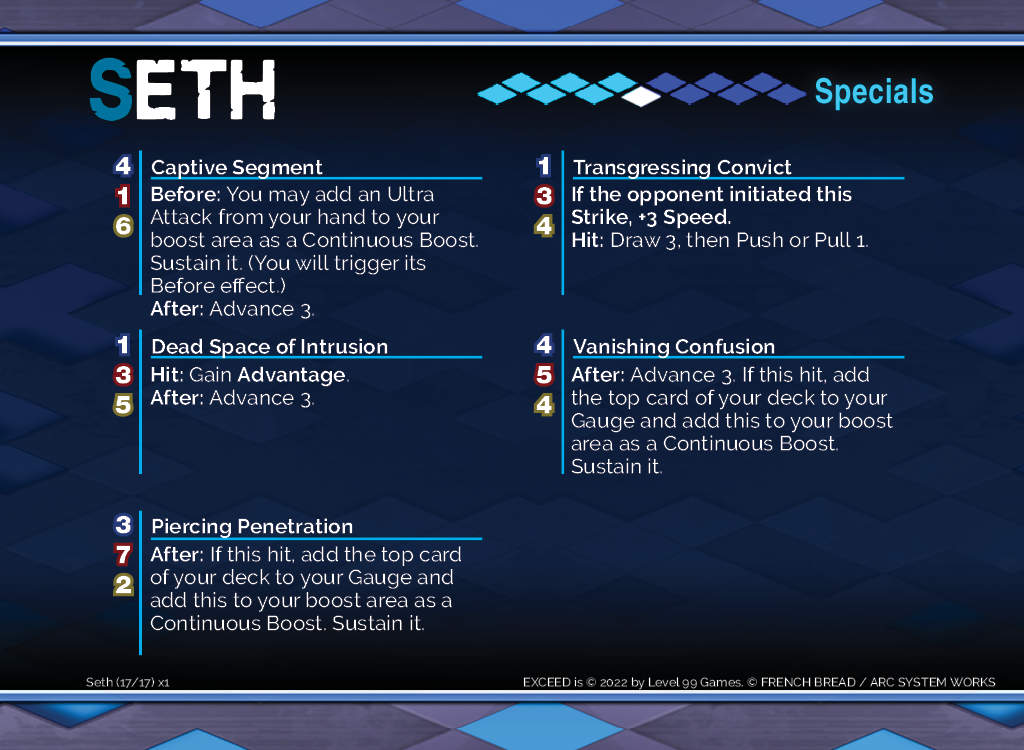 SETH
Specials
4
Captive Segment
1
Before: You may add an Ultra
Attack from your hand to your
6
boost area as a Continuous Boost.
Sustain it. (You will trigger its
Before effect.)
After: Advance 3.
1
Transgressing Convict
3
If the opponent initiated this
Strike, +3 Speed.
4
Hit: Draw 3, then Push or Pull 1.
1
Dead Space of Intrusion
3
Hit: Gain Advantage.
5
After: Advance 3.
4
Vanishing Confusion
5
After: Advance 3. If this hit, add
4
the top card of your deck to your
Gauge and add this to your boost
area as a Continuous Boost.
Sustain it.
3
Piercing Penetration
7
After: If this hit, add the top card
2
of your deck to your Gauge and
add this to your boost area as a
Continuous Boost. Sustain it.
Seth (17/17) x1
EXCEED is © 2022 by Level 99 Games. © FRENCH BREAD / ARC SYSTEM WORKS